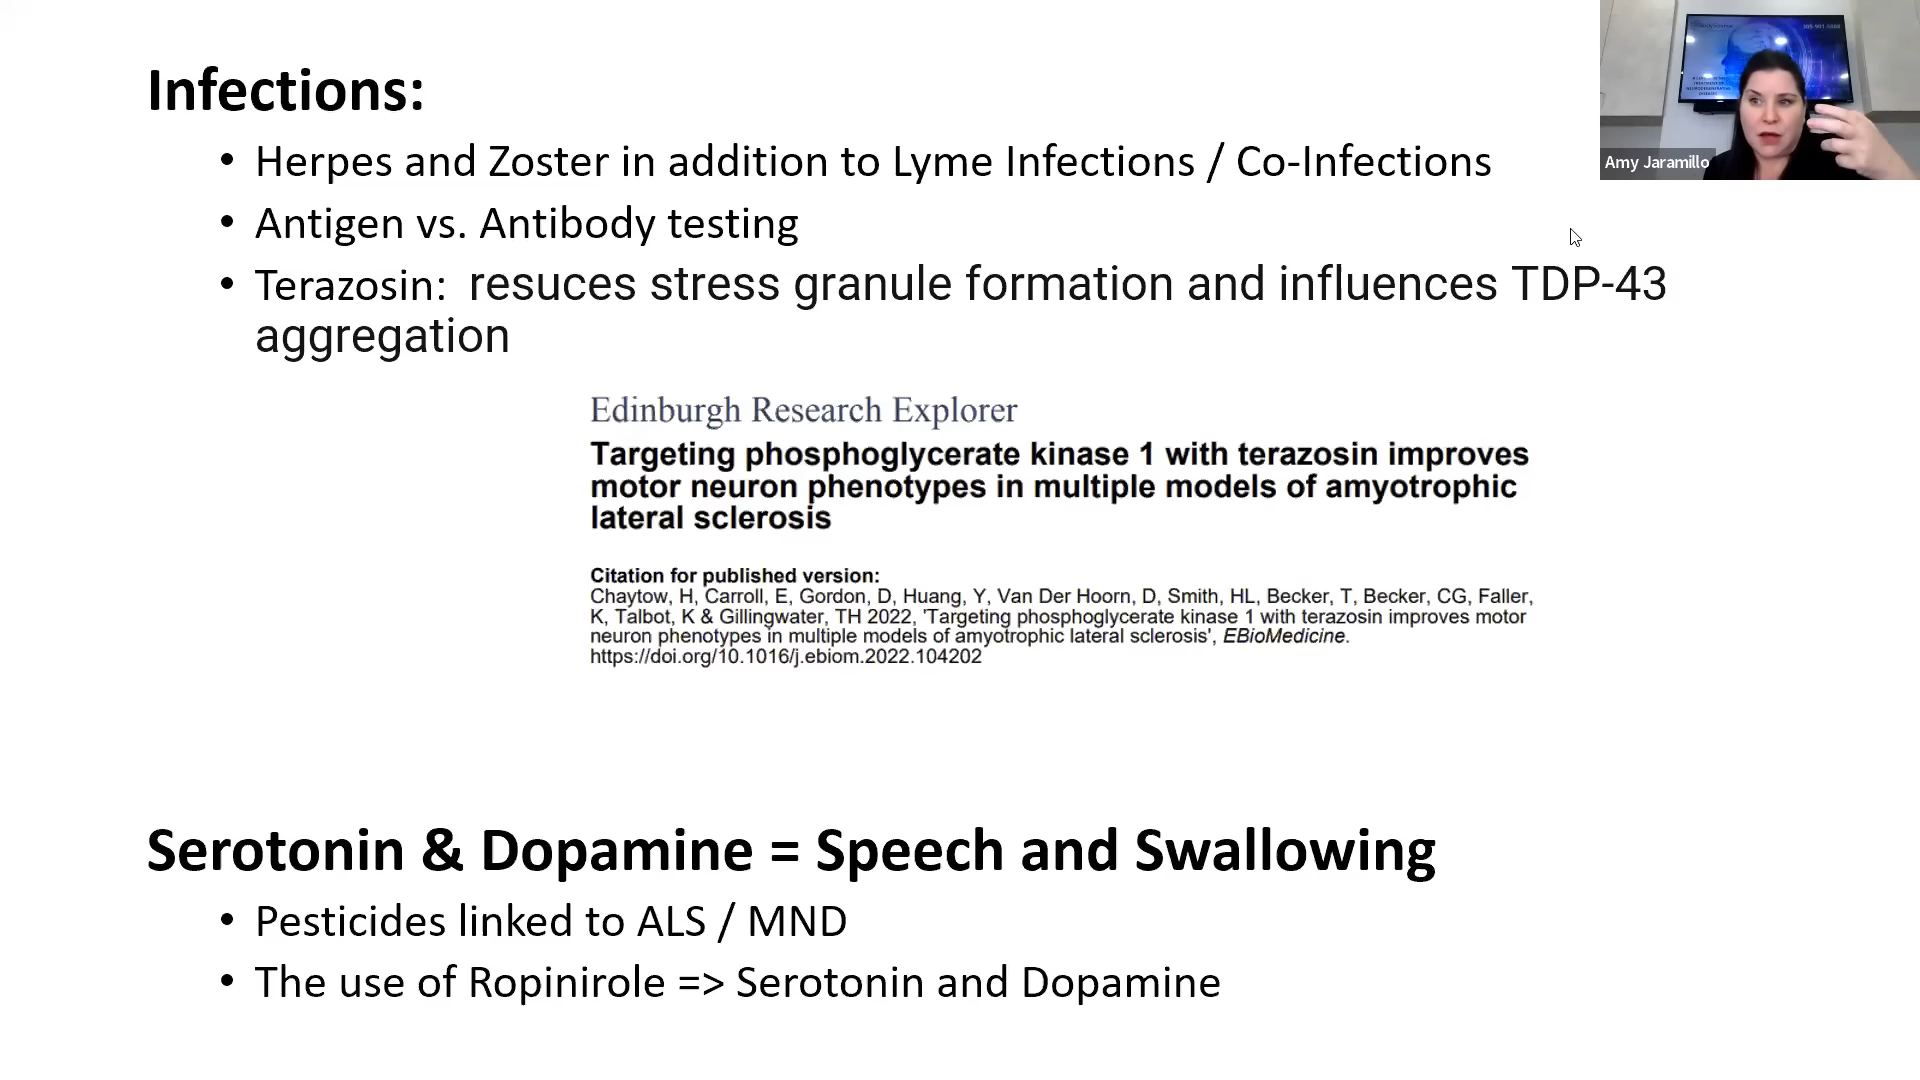 Infections:
• Herpes and Zoster in addition to Lyme Infections / Co-Infections
• Antigen vs. Antibody testing
• Terazosin: resuces stress granule formation and influences TDP-43
aggregation
Edinburgh Research Explorer
Targeting phosphoglycerate kinase 1 with terazosin improves
motor neuron phenotypes in multiple models of amyotrophic
lateral sclerosis
Citation for published version:
Chaytow, H, Carroll, E, Gordon, D, Huang, Y, Van Der Hoorn, D, Smith, HL, Becker, T, Becker, CG, Faller,
K, Talbot, K & Gillingwater, TH 2022, 'Targeting phosphoglycerate kinase 1 with terazosin improves motor
neuron phenotypes in multiple models of amyotrophic lateral sclerosis', EBioMedicine.
https://doi.org/10.1016/j.ebiom.2022.104202
Serotonin & Dopamine = Speech and Swallowing
• Pesticides linked to ALS / MND
• The use of Ropinirole => Serotonin and Dopamine
Amy Jaramillo